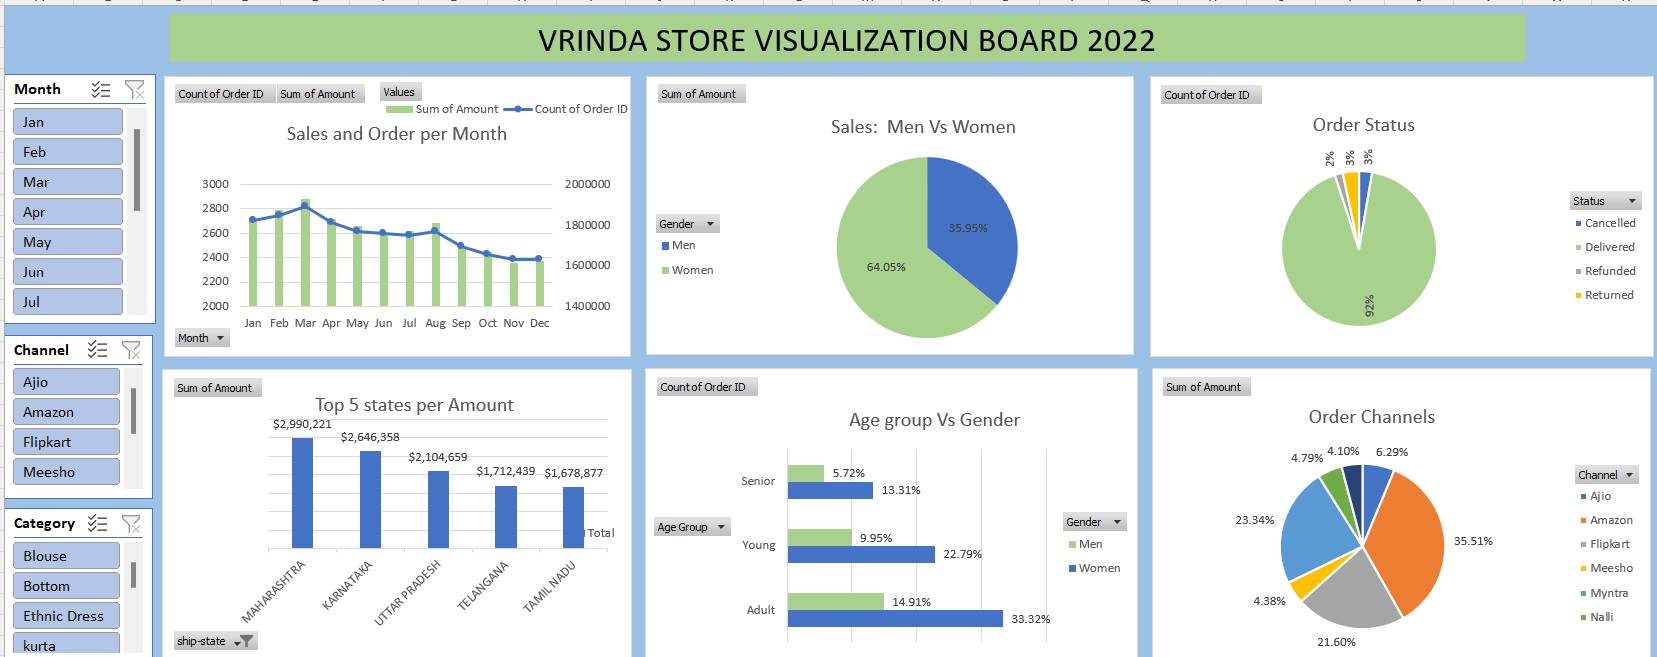 VRINDA STORE VISUALIZATION BOARD 2022
Month
Jan
Feb
Mar
Apr
May
Jun
Jul
Channel
Ajio
Amazon
Flipkart
Meesho
Category
Blouse
Bottom
Ethnic Dress
kurta
Count of Order ID Sum of Amount Values
Sum of Amount Count of Order ID
Sales and Order per Month
3000 2000000
2800
2600 1800000
2400
2200 1600000
2000 1400000
Jan Feb Mar Apr May Jun Jul Aug Sep Oct Nov Dec
Month
Sum of Amount
Sales: Men Vs Women
Gender
Men
Women
35.95%
64.05%
Count of Order ID
Order Status
2% 3% 3%
92%
Status
Cancelled
Delivered
Refunded
Returned
Sum of Amount
Top 5 states per Amount
$2,990,221
$2,646,358
$2,104,659
$1,712,439
$1,678,877
Total
MAHARASHTRA
KARNATAKA
UTTAR PRADESH
TELANGANA
TAMIL NADU
ship-state
Count of Order ID
Age group Vs Gender
Senior 5.72%
13.31%
Young 9.95%
22.79%
Adult 14.91%
33.32%
Age Group
Gender
Men
Women
Sum of Amount
Order Channels
4.79% 4.10% 6.29%
23.34% 35.51%
4.38%
21.60%
Channel
Ajio
Amazon
Flipkart
Meesho
Myntra
Nalli